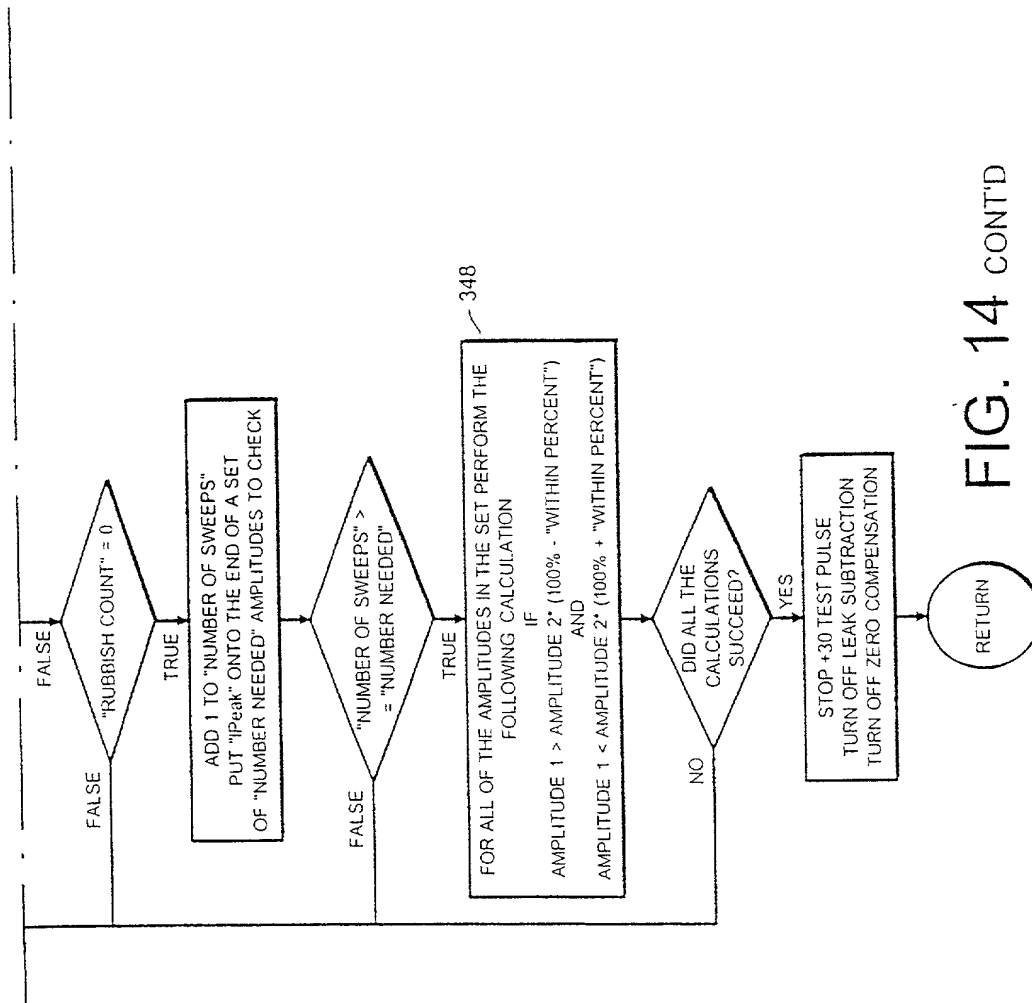 FALSE
"RUBBISH COUNT" = 0
FALSE
TRUE
ADD 1 TO "NUMBER OF SWEEPS"
PUT "IPeak" ONTO THE END OF A SET
OF "NUMBER NEEDED" AMPLITUDES TO CHECK
"NUMBER OF SWEEPS" >
= "NUMBER NEEDED"
FALSE
TRUE
348
FOR ALL OF THE AMPLITUDES IN THE SET PERFORM THE
FOLLOWING CALCULATION
IF
AMPLITUDE 1 > AMPLITUDE 2* (100% - "WITHIN PERCENT")
AND
AMPLITUDE 1 < AMPLITUDE 2* (100% + "WITHIN PERCENT")
DID ALL THE
CALCULATIONS
SUCCEED?
NO
YES
STOP +30 TEST PULSE
TURN OFF LEAK SUBTRACTION
TURN OFF ZERO COMPENSATION
RETURN
FIG. 14 CONT'D